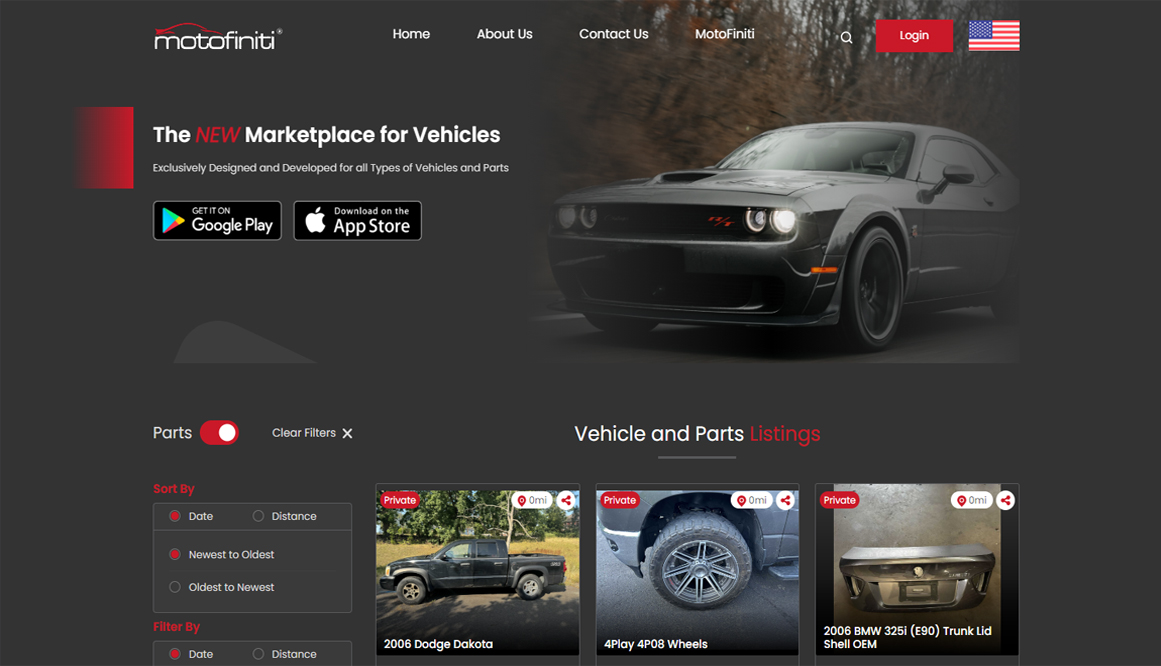 motofiniti®
Home
About Us
Contact Us
MotoFiniti
Login
The NEW Marketplace for Vehicles
Exclusively Designed and Developed for all Types of Vehicles and Parts
GET IT ON
Google Play
Download on the
App Store
R/T
Parts
Clear Filters
Vehicle and Parts Listings
Sort By
Date
Distance
Newest to Oldest
Oldest to Newest
Filter By
Date
Distance
Private
0mi
2006 Dodge Dakota
Private
0mi
4Play 4P08 Wheels
Private
0mi
2006 BMW 325i (E90) Trunk Lid
Shell OEM